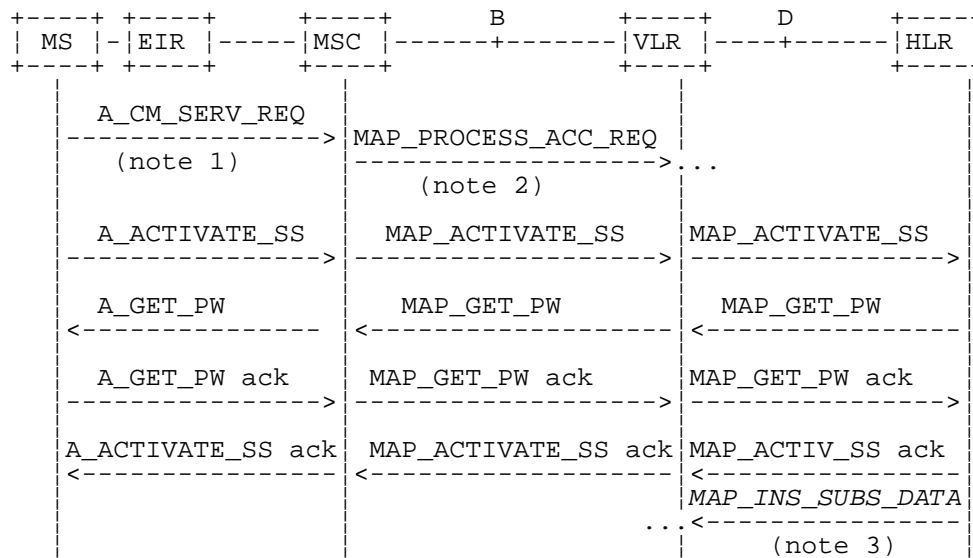 B D
MS EIR MSC VLR HLR
A_CM_SERV_REQ
MAP_PROCESS_ACC_REQ
(note 1) ...
(note 2)
A_ACTIVATE_SS MAP_ACTIVATE_SS MAP_ACTIVATE_SS
A_GET_PW MAP_GET_PW MAP_GET_PW
A_GET_PW ack MAP_GET_PW ack MAP_GET_PW ack
A_ACTIVATE_SS ack MAP_ACTIVATE_SS ack MAP_ACTIV_SS ack
MAP_INS_SUBS_DATA
...
(note 3)